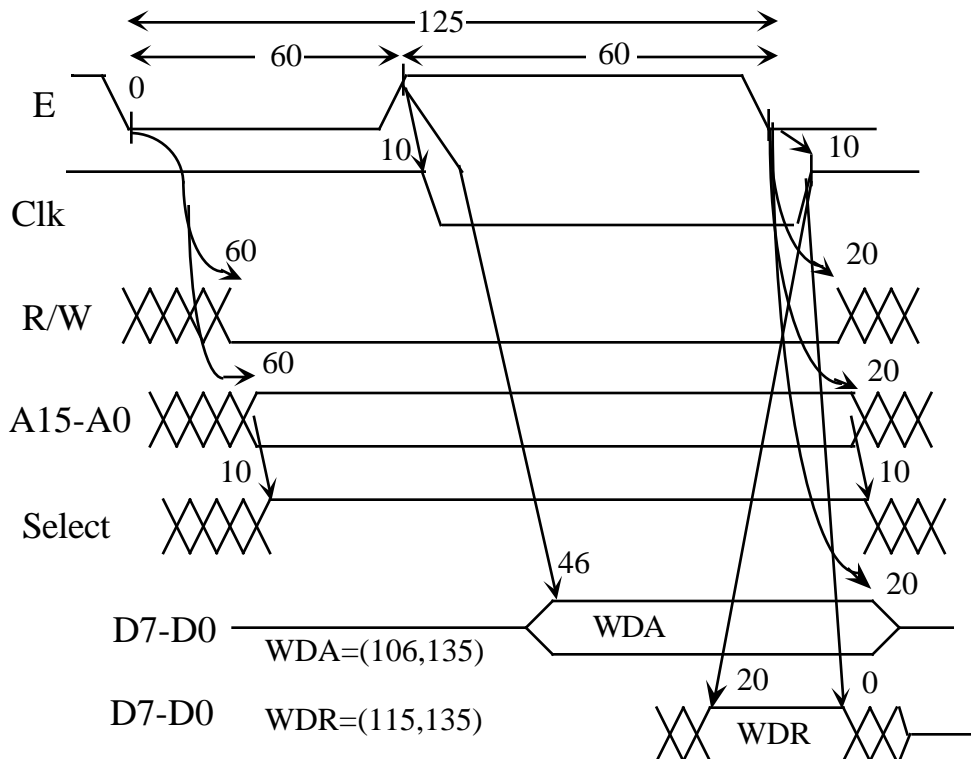 125
60 60
0
E
10 10
Clk
60 20
R/W
60 20
A15-A0
10 10
Select
46 20
D7-D0 WDA
WDA=(106,135)
20 0
D7-D0 WDR=(115,135) WDR